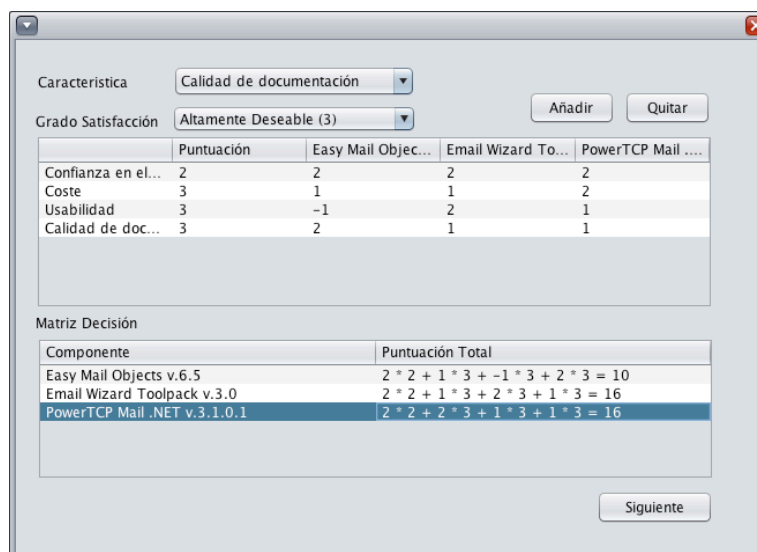 Caracteristica Calidad de documentación
Grado Satisfacción Altamente Deseable (3) Añadir Quitar
Puntuación Easy Mail Objec... Email Wizard To... PowerTCP Mail ....
Confianza en el... 2 2 2 2
Coste 3 1 1 2
Usabilidad 3 -1 2 1
Calidad de doc... 3 2 1 1
Matriz Decisión
Componente Puntuación Total
Easy Mail Objects v.6.5 2 * 2 + 1 * 3 + -1 * 3 + 2 * 3 = 10
Email Wizard Toolpack v.3.0 2 * 2 + 1 * 3 + 2 * 3 + 1 * 3 = 16
PowerTCP Mail .NET v.3.1.0.1 2 * 2 + 2 * 3 + 1 * 3 + 1 * 3 = 16
Siguiente